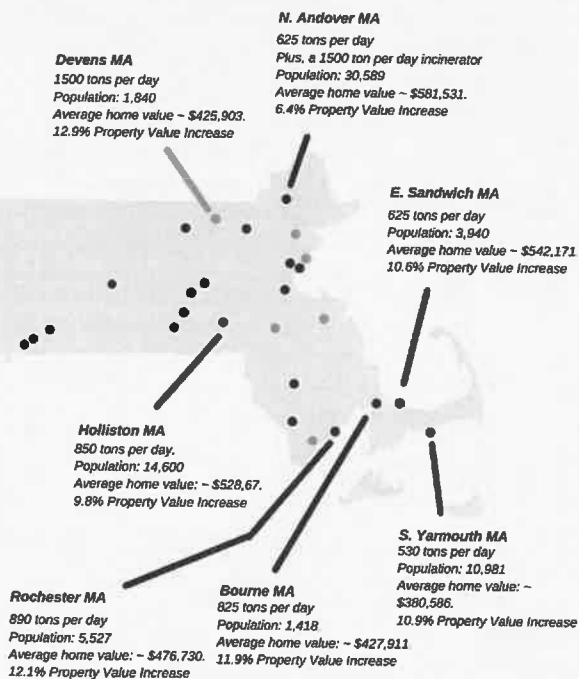 N. Andover MA
625 tons per day
Plus, a 1500 ton per day incinerator
Population: 30,589
Average home value ~ $581,531.
6.4% Property Value Increase
Devens MA
1500 tons per day
Population: 1,840
Average home value ~ $425,903.
12.9% Property Value Increase
E. Sandwich MA
625 tons per day
Population: 3,940
Average home value ~ $542,171
10.6% Property Value Increase
Holliston MA
850 tons per day.
Population: 14,600
Average home value: ~ $528,67.
9.8% Property Value Increase
S. Yarmouth MA
530 tons per day
Population: 10,981
Average home value: ~
$380,586.
10.9% Property Value Increase
Rochester MA
890 tons per day
Population: 5,527
Average home value: ~ $476,730.
12.1% Property Value Increase
Bourne MA
825 tons per day
Population: 1,418
Average home value: ~ $427,911
11.9% Property Value Increase